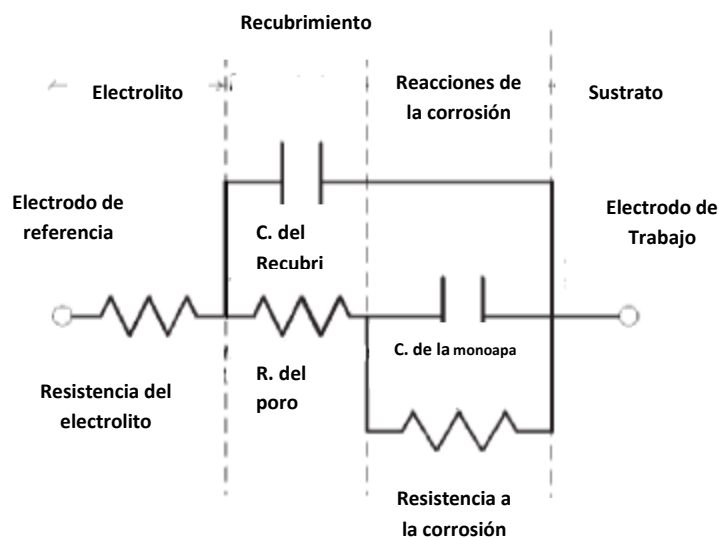 Recubrimiento
Electrolito
Reacciones de
la corrosión
Sustrato
Electrodo de
referencia
Electrodo de
Trabajo
C. del
Recubri
C. de la monoapa
R. del
poro
Resistencia del
electrolito
Resistencia a
la corrosión